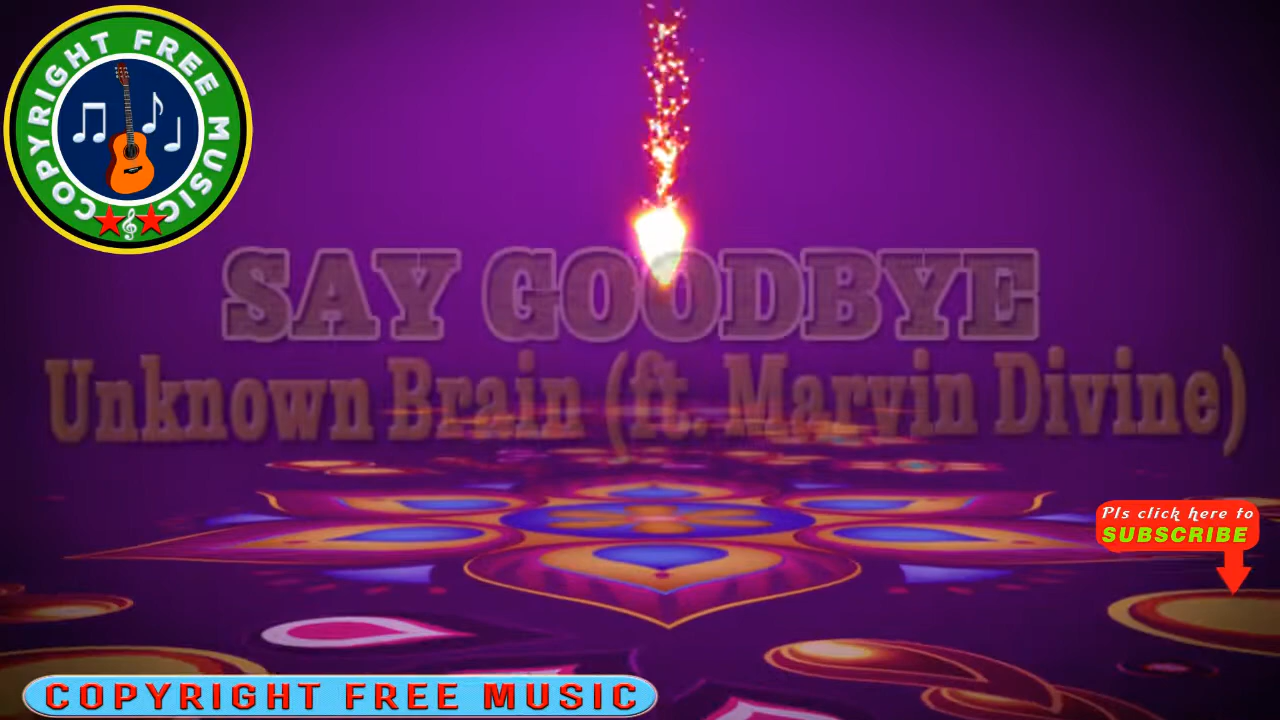 COPYRIGHT FREE MUSIC
SAY GOODBYE
Unknown Brain (ft. Marvin Divine)
Pls click here to
SUBSCRIBE
COPYRIGHT FREE MUSIC